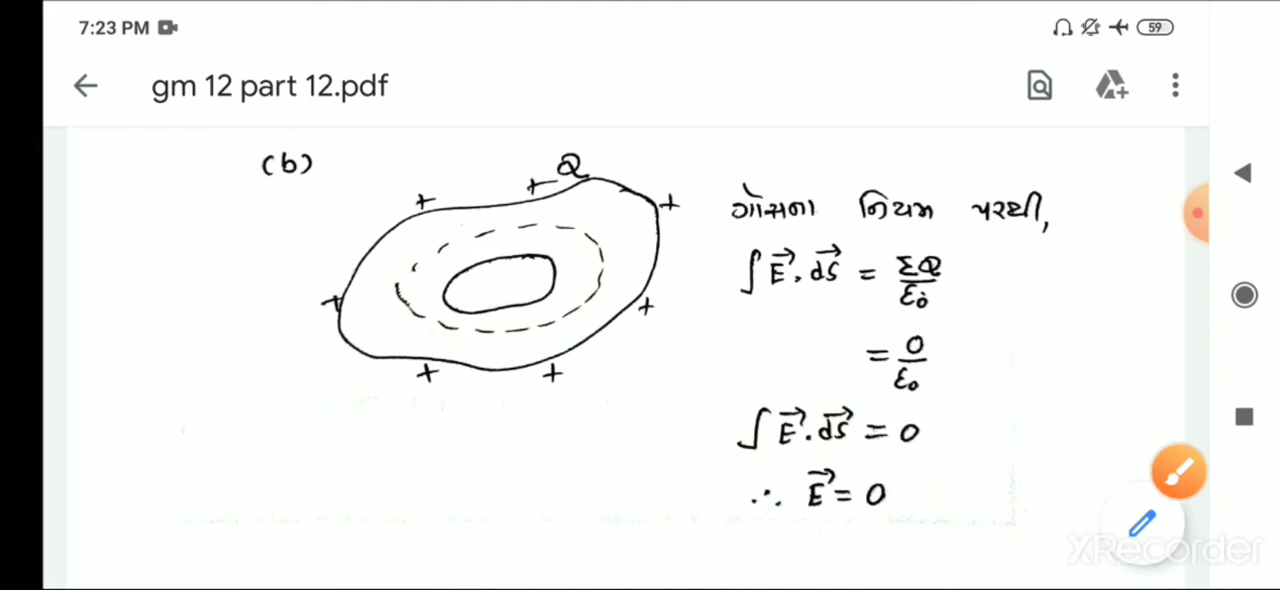 7:23 PM
59
gm 12 part 12.pdf
(b)
Q
+ + + + + + +
ગૉસના નિયમ પરથી,
∫ E⃗ . dS⃗ = ΣQ/ε₀
= 0/ε₀
∫ E⃗ . dS⃗ = 0
∴ E⃗ = 0
XRecorder